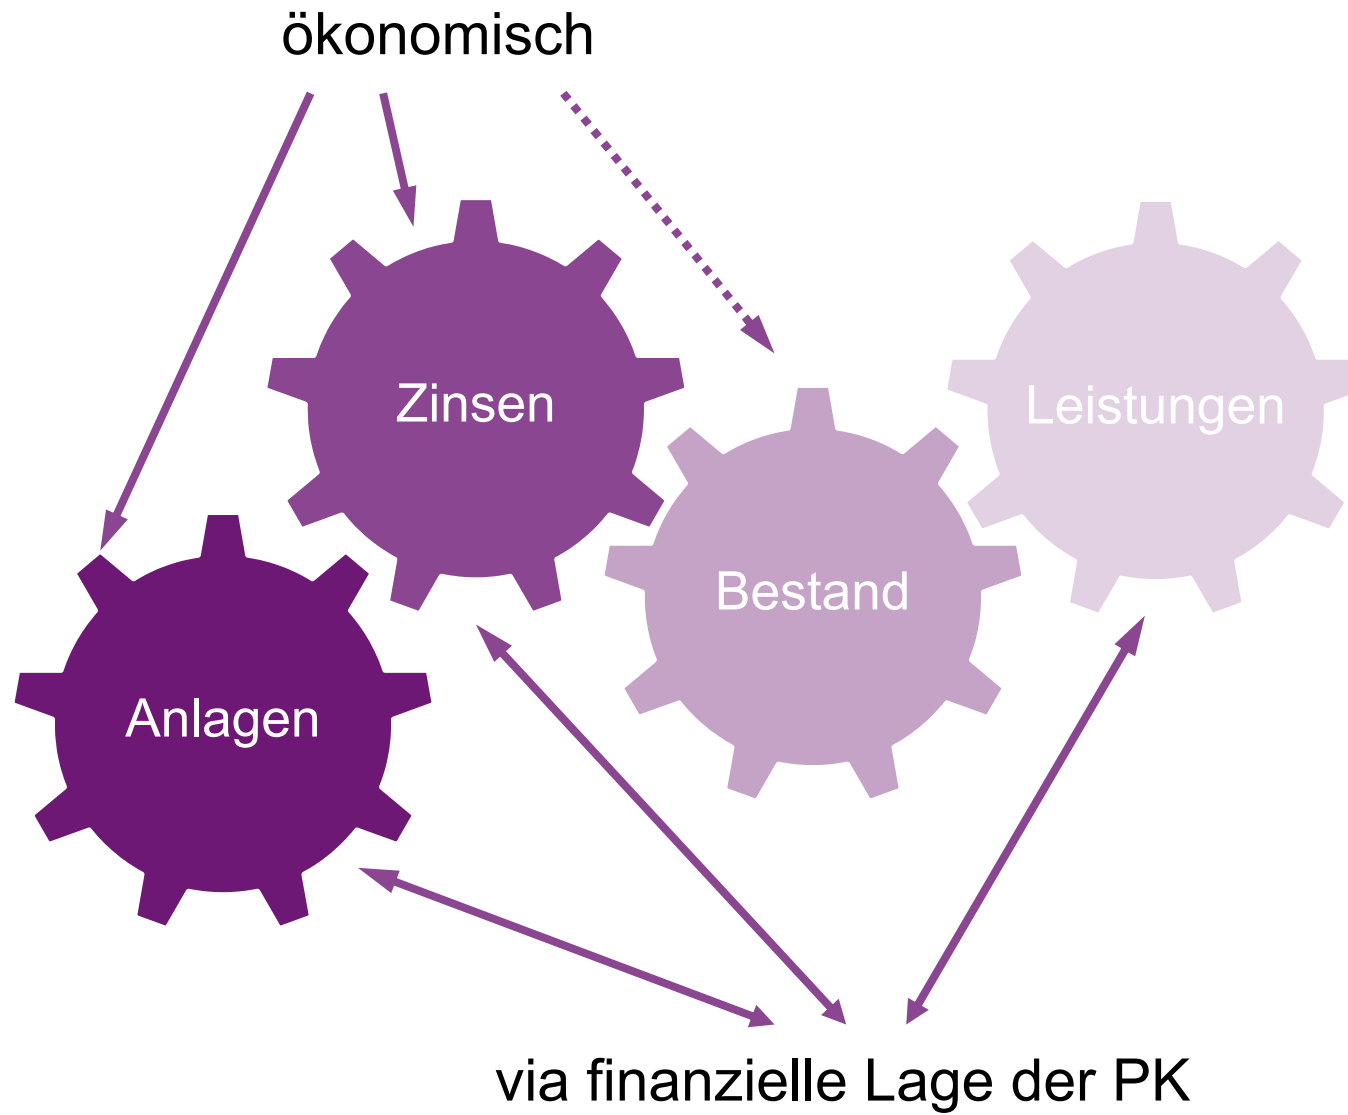 ökonomisch
Zinsen
Leistungen
Bestand
Anlagen
via finanzielle Lage der PK